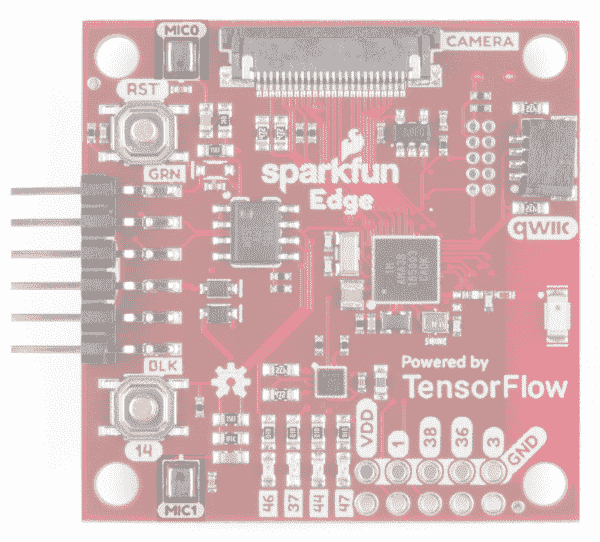 MIC0
CAMERA
RST
GRN
sparkfun
Edge
qwiic
BLK
Powered by
TensorFlow
14
VDD
1
38
36
3
GND
46
37
44
47
MIC1